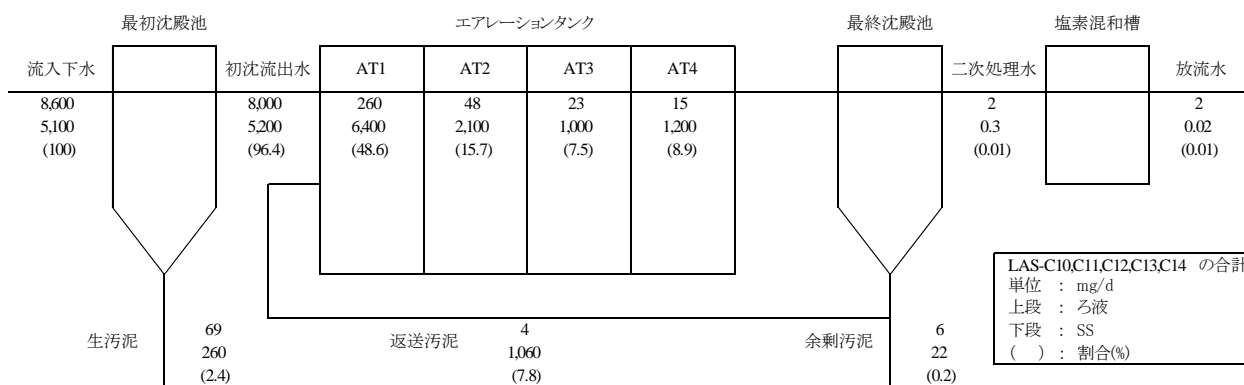 最初沈殿池 エアレーションタンク 最終沈殿池 塩素混和槽
流入下水 初沈流出水 AT1 AT2 AT3 AT4 二次処理水 放流水
8,600 8,000 260 48 23 15 2 2
5,100 5,200 6,400 2,100 1,000 1,200 0.3 0.02
(100) (96.4) (48.6) (15.7) (7.5) (8.9) (0.01) (0.01)
LAS-C10,C11,C12,C13,C14 の合計
単位 : mg/d
上段 : ろ液
下段 : SS
( ) : 割合(%)
生汚泥 69 返送汚泥 4 余剰汚泥 6
260 1,060 22
(2.4) (7.8) (0.2)